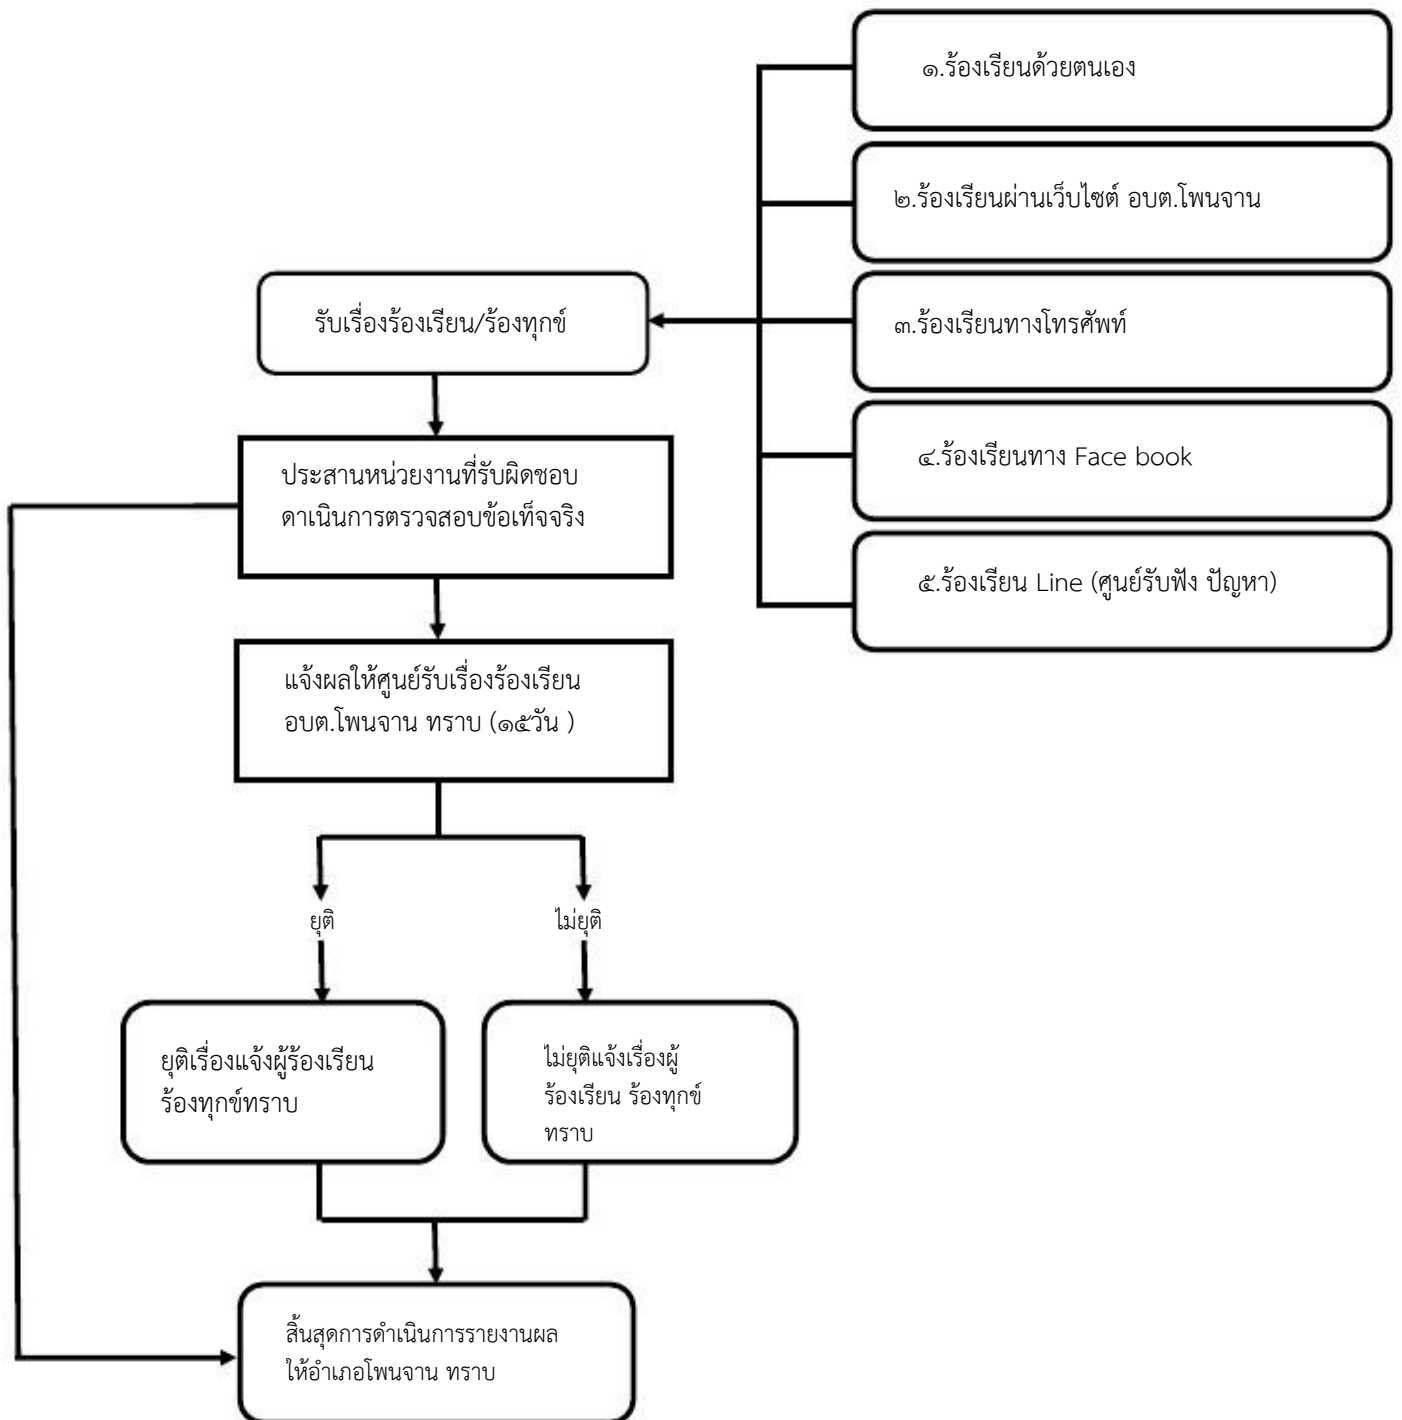 ๑.ร้องเรียนด้วยตนเอง
๒.ร้องเรียนผ่านเว็บไซต์ อบต.โพนจาน
รับเรื่องร้องเรียน/ร้องทุกข์
๓.ร้องเรียนทางโทรศัพท์
๔.ร้องเรียนทาง Face book
ประสานหน่วยงานที่รับผิดชอบ
ดาเนินการตรวจสอบข้อเท็จจริง
๕.ร้องเรียน Line (ศูนย์รับฟัง ปัญหา)
แจ้งผลให้ศูนย์รับเรื่องร้องเรียน
อบต.โพนจาน ทราบ (๑๕วัน )
ยุติ
ไม่ยุติ
ยุติเรื่องแจ้งผู้ร้องเรียน
ร้องทุกข์ทราบ
ไม่ยุติแจ้งเรื่องผู้
ร้องเรียน ร้องทุกข์
ทราบ
สิ้นสุดการดำเนินการรายงานผล
ให้อำเภอโพนจาน ทราบ